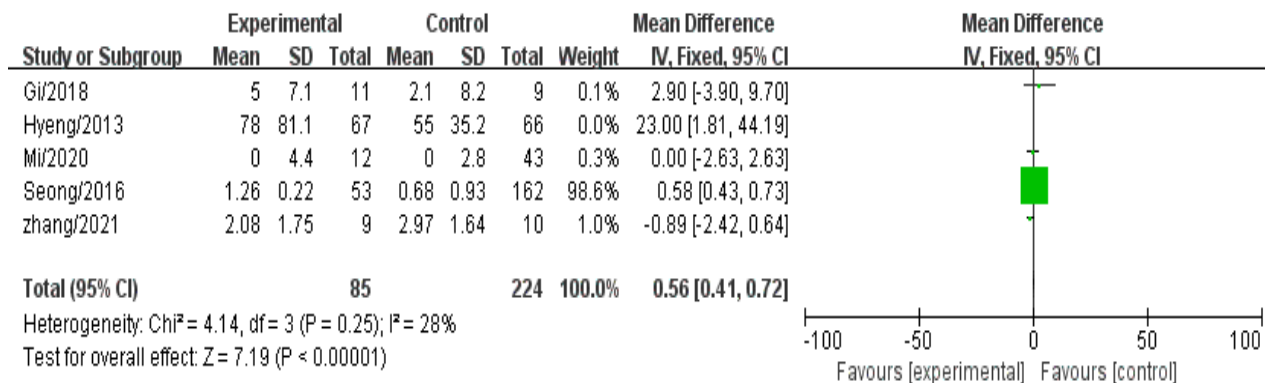 Experimental Control Mean Difference Mean Difference
Study or Subgroup Mean SD Total Mean SD Total Weight IV, Fixed, 95% CI IV, Fixed, 95% CI
Gi/2018 5 7.1 11 2.1 8.2 9 0.1% 2.90 [-3.90, 9.70]
Hyeng/2013 78 81.1 67 55 35.2 66 0.0% 23.00 [1.81, 44.19]
Mi/2020 0 4.4 12 0 2.8 43 0.3% 0.00 [-2.63, 2.63]
Seong/2016 1.26 0.22 53 0.68 0.93 162 98.6% 0.58 [0.43, 0.73]
zhang/2021 2.08 1.75 9 2.97 1.64 10 1.0% -0.89 [-2.42, 0.64]
Total (95% CI) 85 224 100.0% 0.56 [0.41, 0.72]
Heterogeneity: Chi² = 4.14, df = 3 (P = 0.25); I² = 28%
Test for overall effect: Z = 7.19 (P < 0.00001)
-100 -50 0 50 100
Favours [experimental] Favours [control]